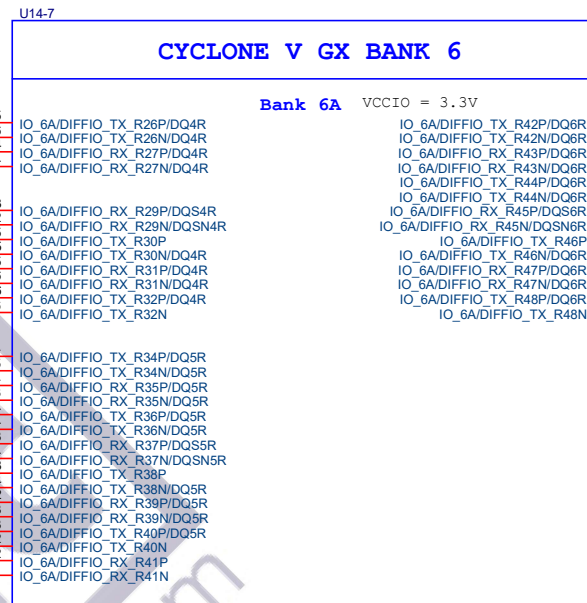 U14-7
CYCLONE V GX BANK 6
Bank 6A VCCIO = 3.3V
IO_6A/DIFFIO_TX_R26P/DQ4R
IO_6A/DIFFIO_TX_R26N/DQ4R
IO_6A/DIFFIO_RX_R27P/DQ4R
IO_6A/DIFFIO_RX_R27N/DQ4R
IO_6A/DIFFIO_RX_R29P/DQS4R
IO_6A/DIFFIO_RX_R29N/DQSN4R
IO_6A/DIFFIO_TX_R30P
IO_6A/DIFFIO_TX_R30N/DQ4R
IO_6A/DIFFIO_RX_R31P/DQ4R
IO_6A/DIFFIO_RX_R31N/DQ4R
IO_6A/DIFFIO_TX_R32P/DQ4R
IO_6A/DIFFIO_TX_R32N
IO_6A/DIFFIO_TX_R34P/DQ5R
IO_6A/DIFFIO_TX_R34N/DQ5R
IO_6A/DIFFIO_RX_R35P/DQ5R
IO_6A/DIFFIO_RX_R35N/DQ5R
IO_6A/DIFFIO_TX_R36P/DQ5R
IO_6A/DIFFIO_TX_R36N/DQ5R
IO_6A/DIFFIO_RX_R37P/DQS5R
IO_6A/DIFFIO_RX_R37N/DQSN5R
IO_6A/DIFFIO_TX_R38P
IO_6A/DIFFIO_TX_R38N/DQ5R
IO_6A/DIFFIO_RX_R39P/DQ5R
IO_6A/DIFFIO_RX_R39N/DQ5R
IO_6A/DIFFIO_TX_R40P/DQ5R
IO_6A/DIFFIO_TX_R40N
IO_6A/DIFFIO_RX_R41P
IO_6A/DIFFIO_RX_R41N
IO_6A/DIFFIO_TX_R42P/DQ6R
IO_6A/DIFFIO_TX_R42N/DQ6R
IO_6A/DIFFIO_RX_R43P/DQ6R
IO_6A/DIFFIO_RX_R43N/DQ6R
IO_6A/DIFFIO_TX_R44P/DQ6R
IO_6A/DIFFIO_TX_R44N/DQ6R
IO_6A/DIFFIO_RX_R45P/DQS6R
IO_6A/DIFFIO_RX_R45N/DQSN6R
IO_6A/DIFFIO_TX_R46P
IO_6A/DIFFIO_TX_R46N/DQ6R
IO_6A/DIFFIO_RX_R47P/DQ6R
IO_6A/DIFFIO_RX_R47N/DQ6R
IO_6A/DIFFIO_TX_R48P/DQ6R
IO_6A/DIFFIO_TX_R48N